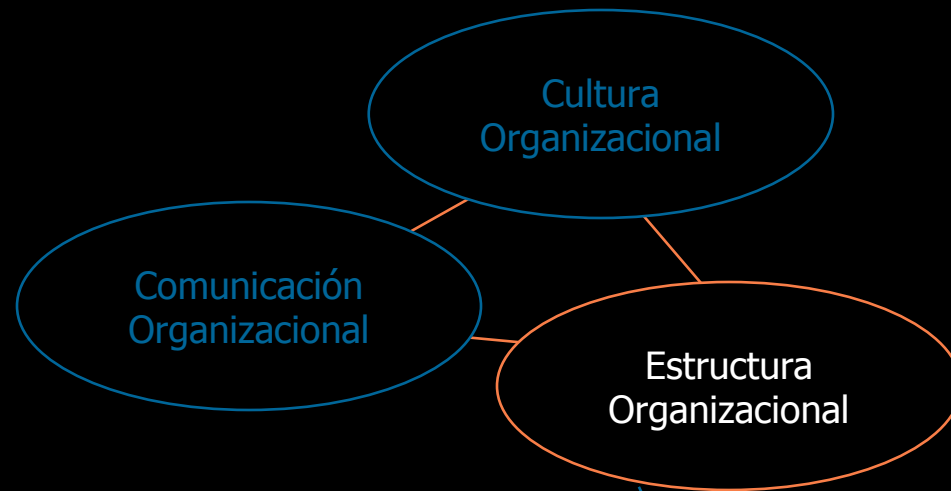 Cultura
Organizacional
Comunicación
Organizacional
Estructura
Organizacional